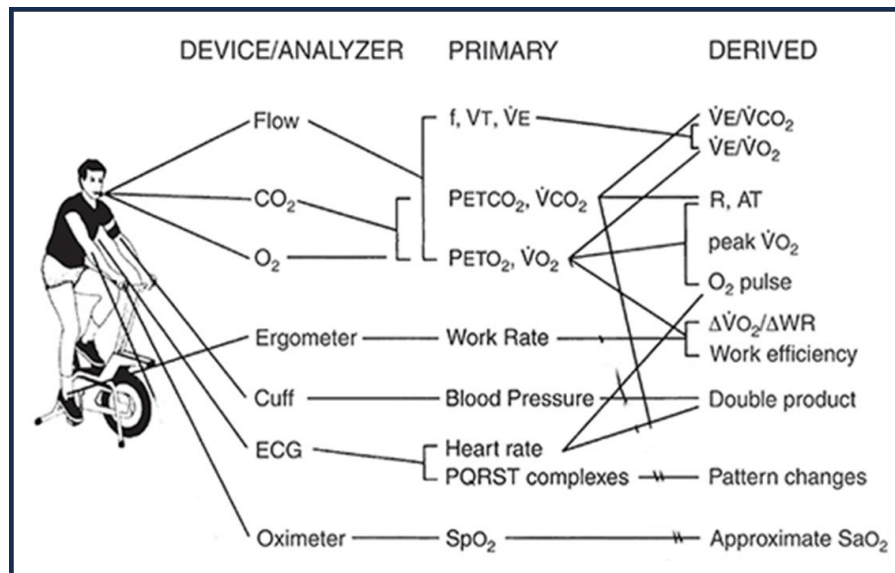 DEVICE/ANALYZER PRIMARY DERIVED
Flow f, VT, V̇E V̇E/V̇CO₂
V̇E/V̇O₂
CO₂ PETCO₂, V̇CO₂ R, AT
peak V̇O₂
O₂ PETO₂, V̇O₂
O₂ pulse
ΔV̇O₂/ΔWR
Ergometer Work Rate
Work efficiency
Cuff Blood Pressure Double product
ECG Heart rate
PQRST complexes Pattern changes
Oximeter SpO₂ Approximate SaO₂